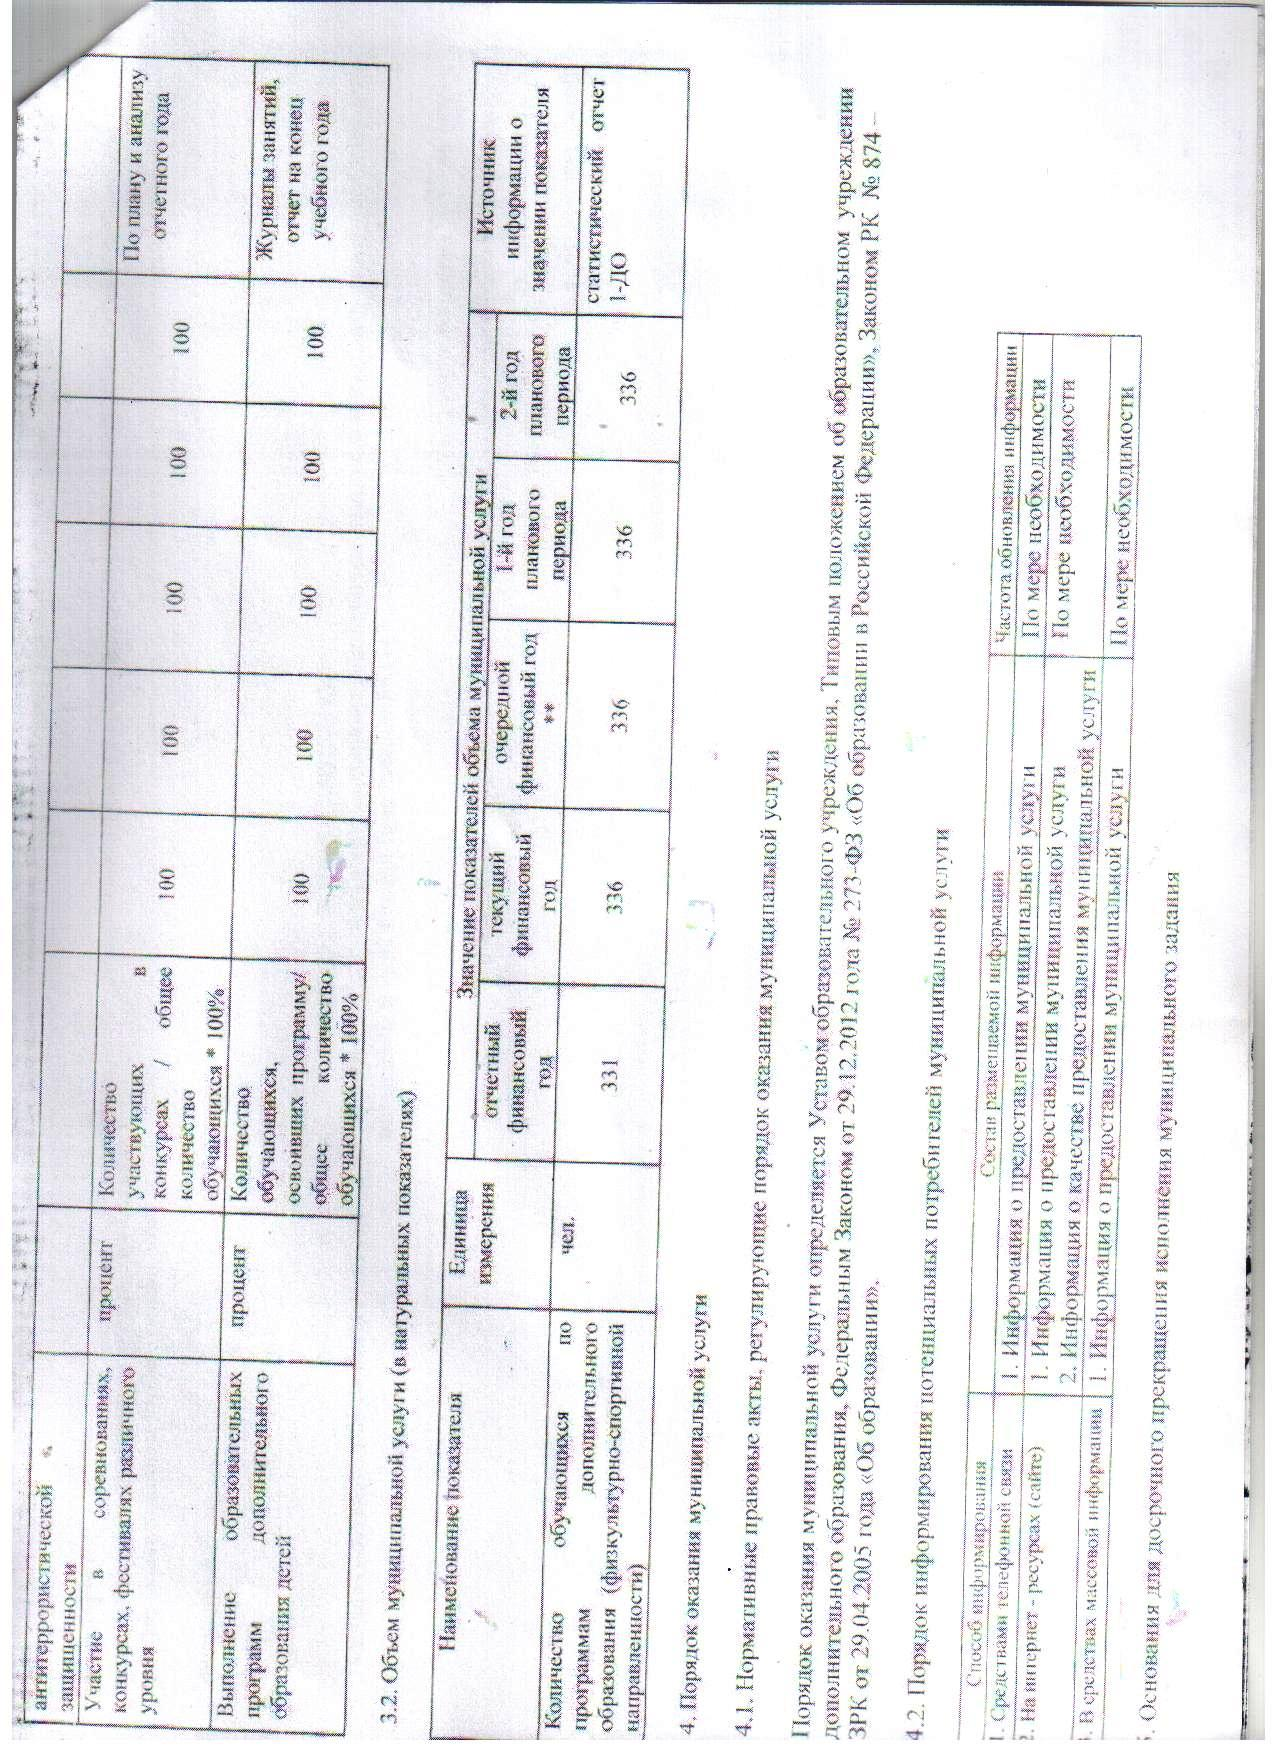 антитеррористической
защищенности
Участие в соревнованиях,
конкурсах, фестивалях различного
уровня
процент
Количество
участвующих в
конкурсах / общее
количество
обучающихся * 100%
100
100
100
100
100
По плану и анализу
отчетного года
Выполнение образовательных
программ дополнительного
образования детей
процент
Количество
обучающихся,
освоивших программу/
общее количество
обучающихся * 100%
100
100
100
100
100
Журналы занятий,
отчет на конец
учебного года
3.2. Объем муниципальной услуги (в натуральных показателях)
Наименование показателя
Единица
измерения
Значение показателей объема муниципальной услуги
отчетный
финансовый
год
текущий
финансовый
год
очередной
финансовый год
**
1-й год
планового
периода
2-й год
планового
периода
Источник
информации о
значении показателя
Количество обучающихся по
программам дополнительного
образования (физкультурно-спортивной
направленности)
чел.
331
336
336
336
336
статистический отчет
1-ДО
4. Порядок оказания муниципальной услуги
4.1. Нормативные правовые акты, регулирующие порядок оказания муниципальной услуги
Порядок оказания муниципальной услуги определяется Уставом образовательного учреждения, Типовым положением об образовательном учреждении
дополнительного образования, Федеральным Законом от 29.12.2012 года № 273-ФЗ «Об образовании в Российской Федерации», Законом РК № 874 –
ЗРК от 29.04.2005 года «Об образовании».
4.2. Порядок информирования потенциальных потребителей муниципальной услуги
Способ информирования
Состав размещаемой информации
Частота обновления информации
1. Средствами телефонной связи
1. Информация о предоставлении муниципальной услуги
По мере необходимости
2. На интернет - ресурсах (сайте)
1. Информация о предоставлении муниципальной услуги
2. Информация о качестве предоставления муниципальной услуги
По мере необходимости
3. В средствах массовой информации
1. Информация о предоставлении муниципальной услуги
По мере необходимости
5. Основания для досрочного прекращения исполнения муниципального задания